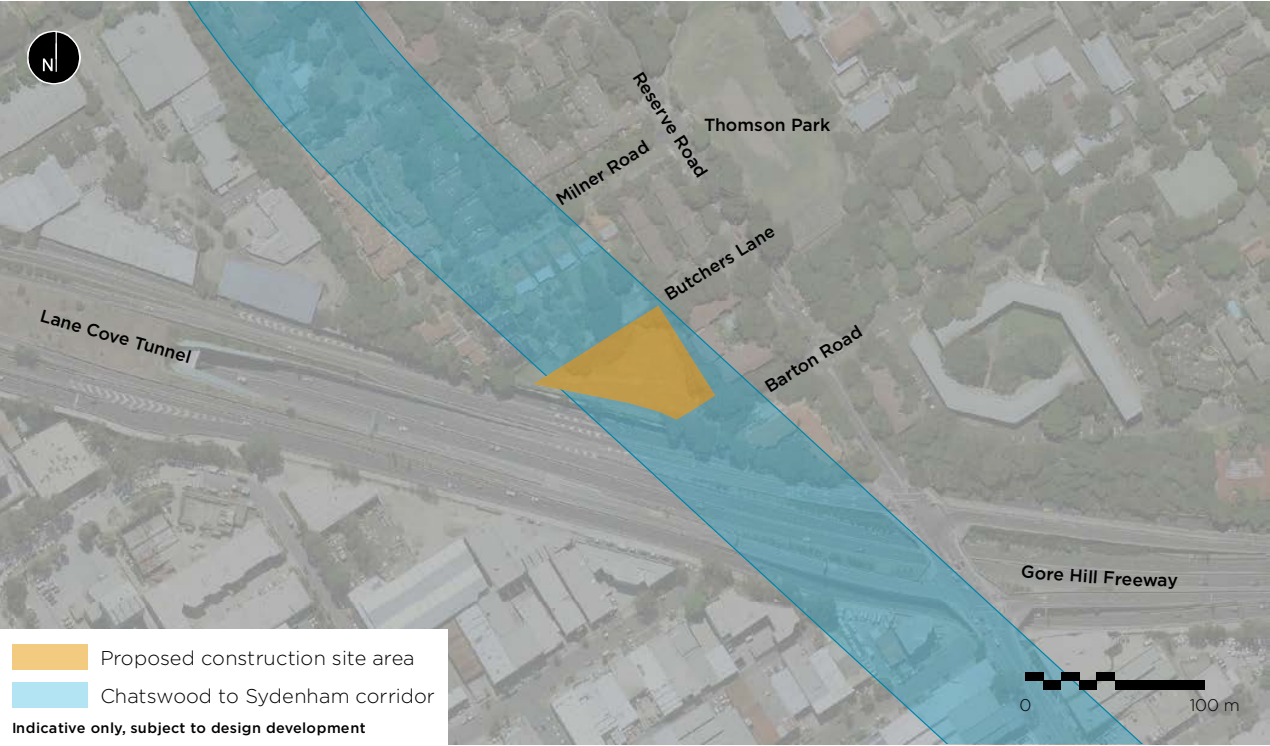 N
Reserve Road
Thomson Park
Milner Road
Butchers Lane
Lane Cove Tunnel
Barton Road
Gore Hill Freeway
Proposed construction site area
Chatswood to Sydenham corridor
Indicative only, subject to design development
0 100 m